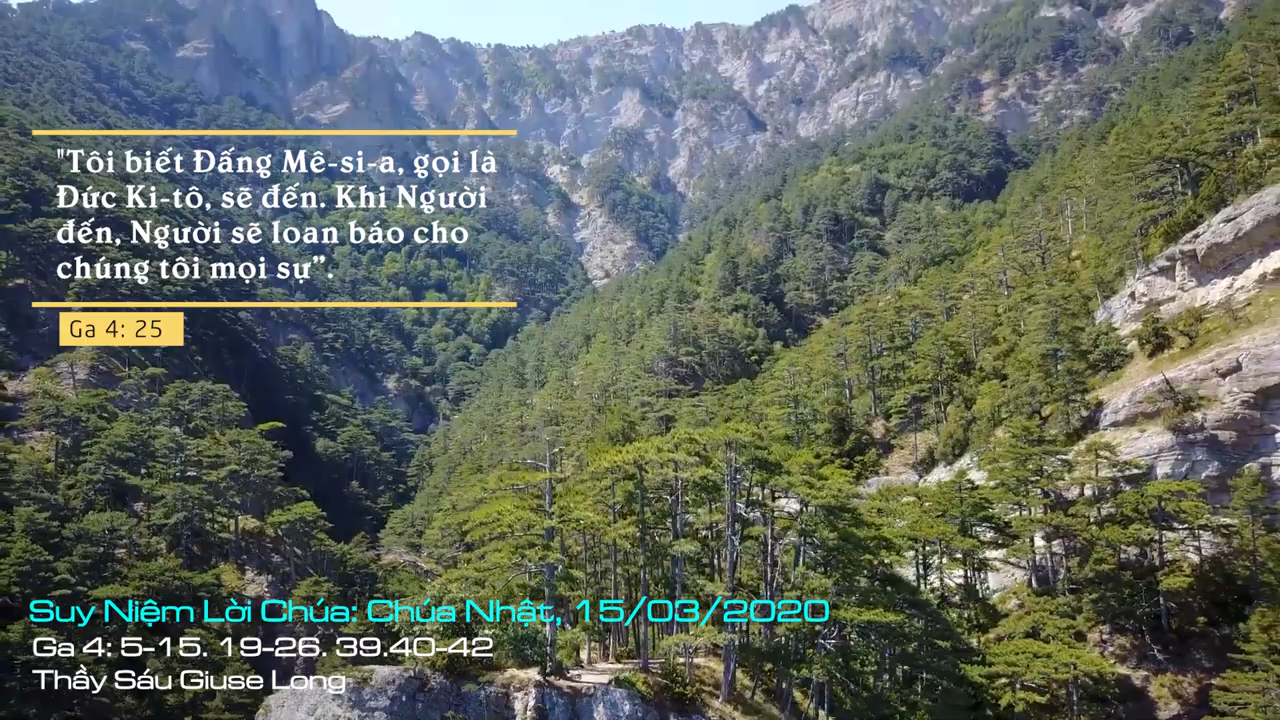 "Tôi biết Đấng Mê-si-a, gọi là
Đức Ki-tô, sẽ đến. Khi Người
đến, Người sẽ loan báo cho
chúng tôi mọi sự”.
Ga 4: 25
Suy Niệm Lời Chúa: Chúa Nhật, 15/03/2020
Ga 4: 5-15. 19-26. 39.40-42
Thầy Sáu Giuse Long